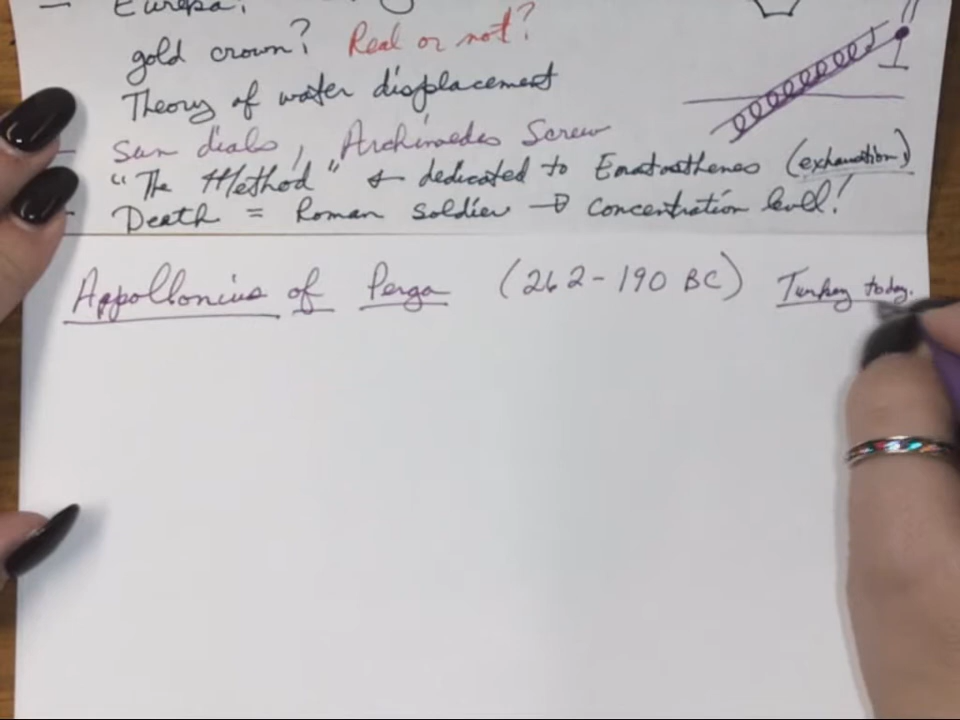 — Eureka!
gold crown? Real or not?
Theory of water displacement
— Sun dials, Archimedes Screw
"The Method" ← dedicated to Eratosthenes (exhaustion)
- Death = Roman Soldier → Concentration level!
Appollonius of Perga (262-190 BC) Turkey today.